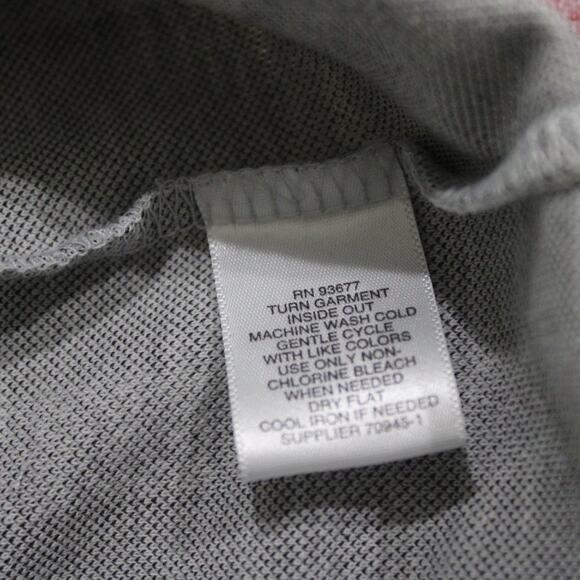 RN 93677
TURN GARMENT
INSIDE OUT
MACHINE WASH COLD
GENTLE CYCLE
WITH LIKE COLORS
USE ONLY NON-
CHLORINE BLEACH
WHEN NEEDED
DRY FLAT
COOL IRON IF NEEDED
SUPPLIER 70945-1